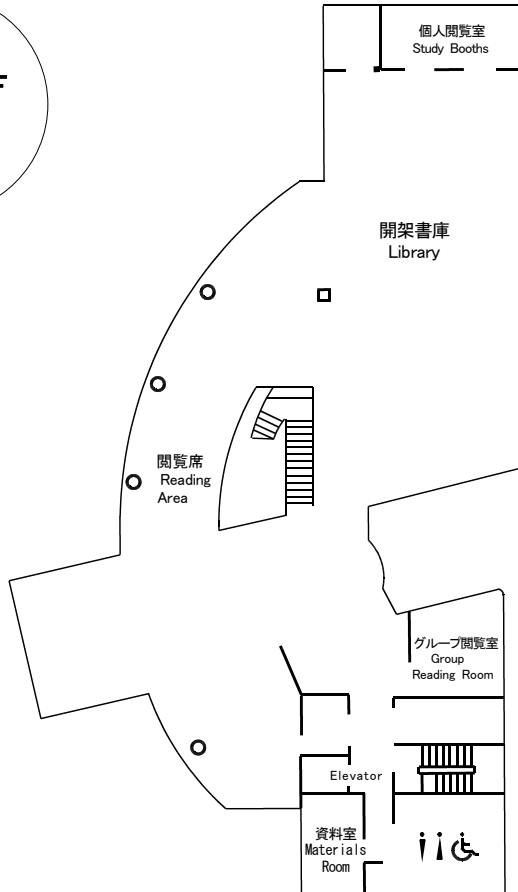 個人閲覧室
Study Booths
開架書庫
Library
閲覧席
Reading
Area
グループ閲覧室
Group
Reading Room
Elevator
資料室
Materials
Room